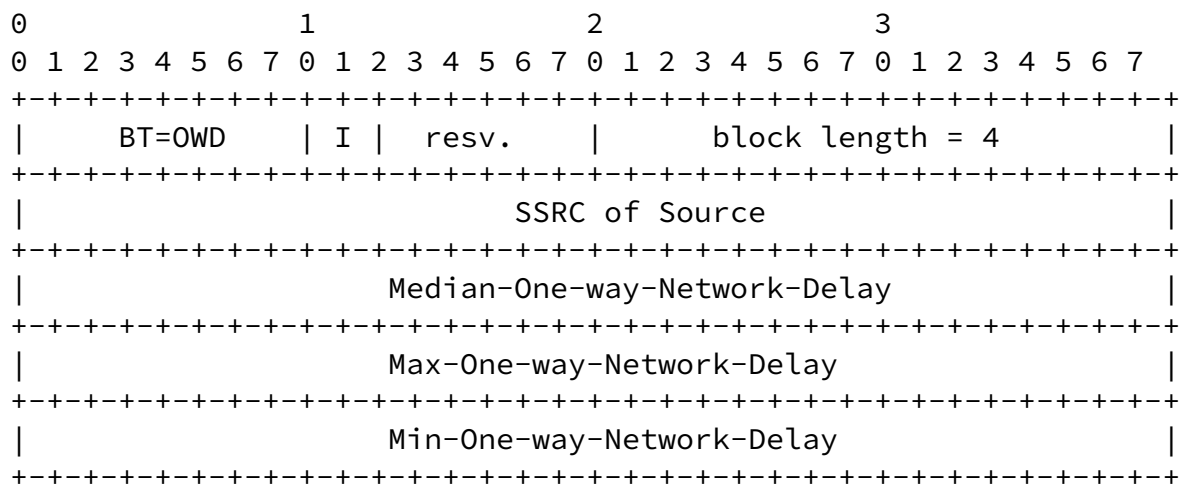 0                   1                   2                   3
0 1 2 3 4 5 6 7 0 1 2 3 4 5 6 7 0 1 2 3 4 5 6 7 0 1 2 3 4 5 6 7
+-+-+-+-+-+-+-+-+-+-+-+-+-+-+-+-+-+-+-+-+-+-+-+-+-+-+-+-+-+-+-+-+
|      BT=OWD     | I |   resv.     |        block length = 4         |
+-+-+-+-+-+-+-+-+-+-+-+-+-+-+-+-+-+-+-+-+-+-+-+-+-+-+-+-+-+-+-+-+
|                           SSRC of Source                      |
+-+-+-+-+-+-+-+-+-+-+-+-+-+-+-+-+-+-+-+-+-+-+-+-+-+-+-+-+-+-+-+-+
|                    Median-One-way-Network-Delay               |
+-+-+-+-+-+-+-+-+-+-+-+-+-+-+-+-+-+-+-+-+-+-+-+-+-+-+-+-+-+-+-+-+
|                    Max-One-way-Network-Delay                  |
+-+-+-+-+-+-+-+-+-+-+-+-+-+-+-+-+-+-+-+-+-+-+-+-+-+-+-+-+-+-+-+-+
|                    Min-One-way-Network-Delay                  |
+-+-+-+-+-+-+-+-+-+-+-+-+-+-+-+-+-+-+-+-+-+-+-+-+-+-+-+-+-+-+-+-+